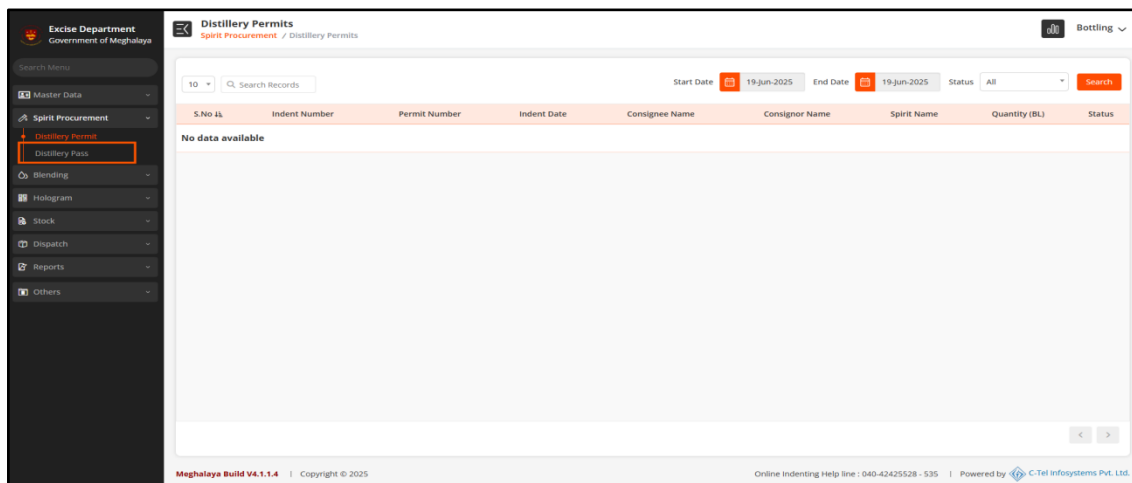 Excise Department
Government of Meghalaya
Search Menu
Master Data
Spirit Procurement
Distillery Permit
Distillery Pass
Blending
Hologram
Stock
Dispatch
Reports
Others
Distillery Permits
Spirit Procurement / Distillery Permits
Bottling
10 Search Records Start Date 19-Jun-2025 End Date 19-Jun-2025 Status All Search
S.No Indent Number Permit Number Indent Date Consignee Name Consignor Name Spirit Name Quantity (BL) Status
No data available
< >
Meghalaya Build V4.1.1.4 | Copyright © 2025 Online Indenting Help line : 040-42425528 - 535 | Powered by C-Tel Infosystems Pvt. Ltd.